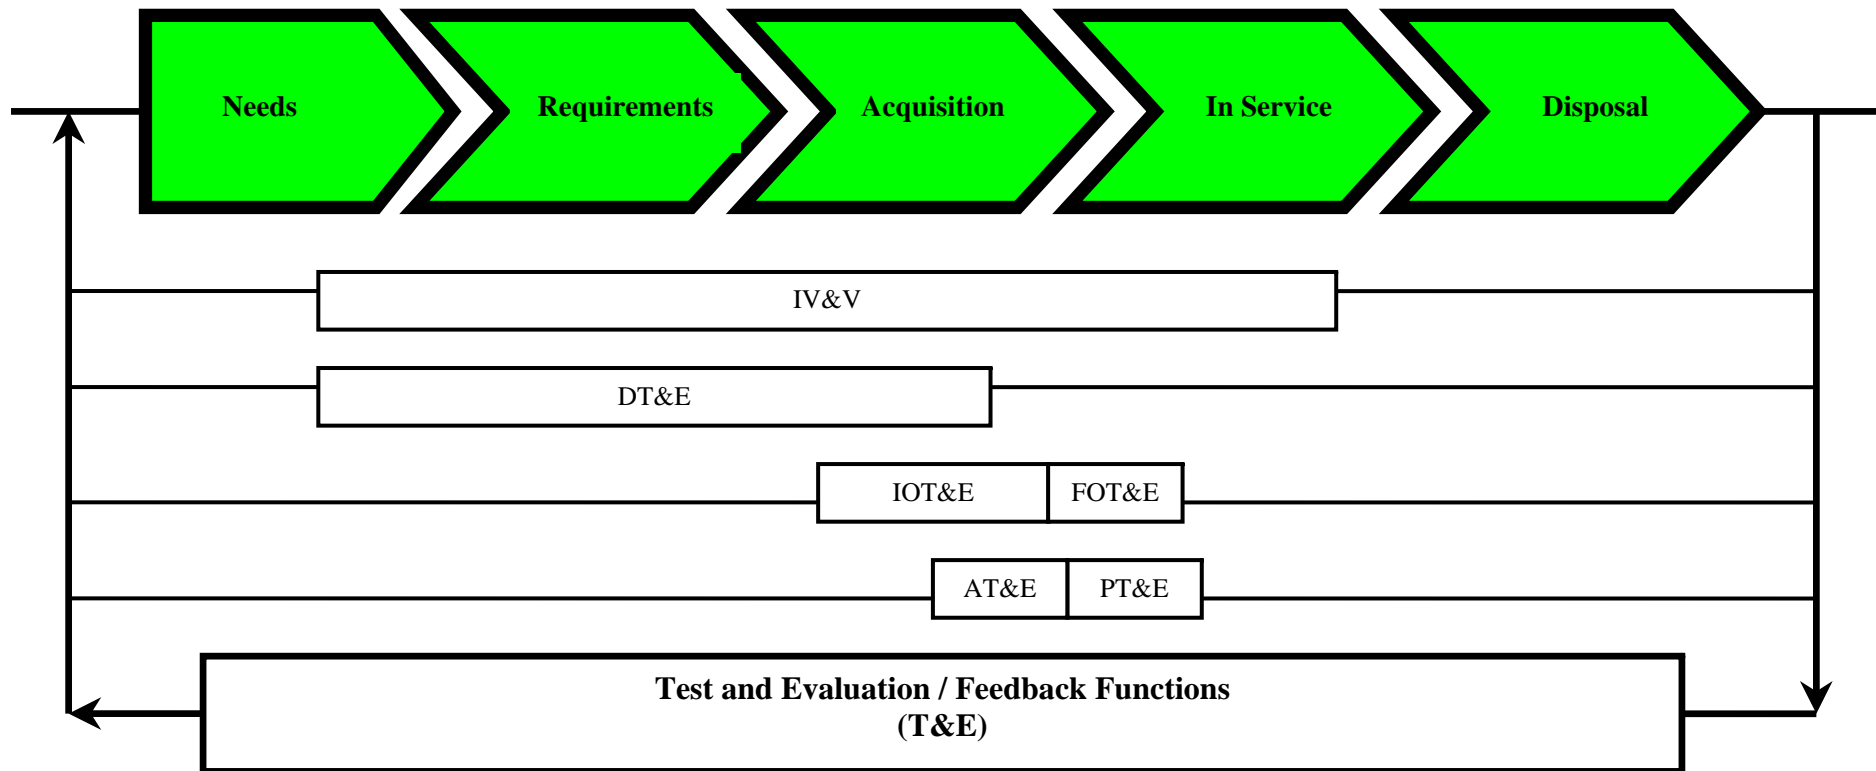 Needs
Requirements
Acquisition
In Service
Disposal
IV&V
DT&E
IOT&E
FOT&E
AT&E
PT&E
Test and Evaluation / Feedback Functions
(T&E)